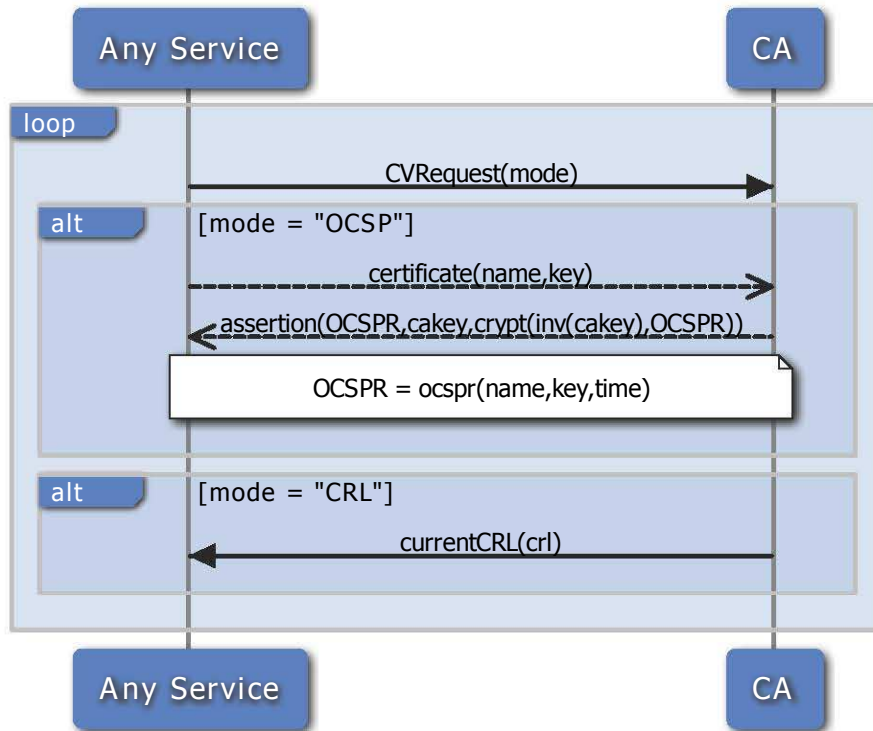 Any Service
CA
loop
CVRequest(mode)
alt
[mode = "OCSP"]
certificate(name,key)
assertion(OCSPR,cakey,crypt(inv(cakey),OCSPR))
OCSPR = ocspr(name,key,time)
alt
[mode = "CRL"]
currentCRL(crl)
Any Service
CA